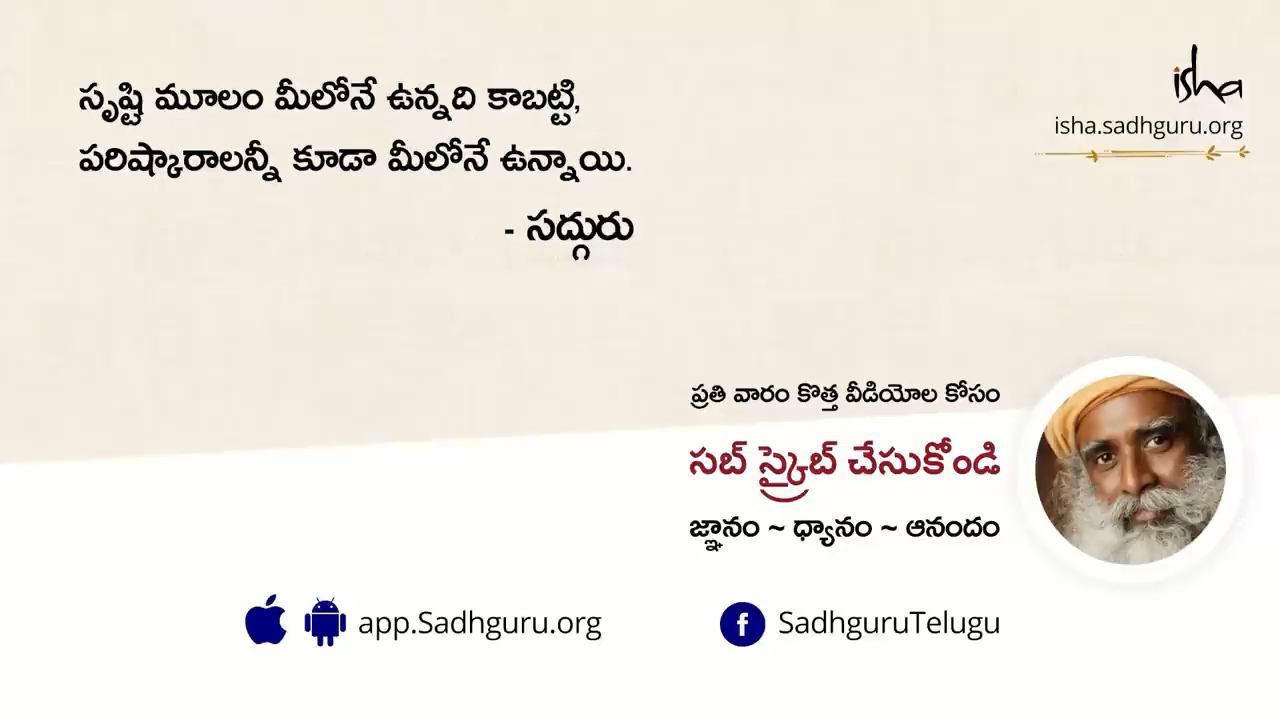 సృష్టి మూలం మీలోనే ఉన్నది కాబట్టి,
పరిష్కారాలన్నీ కూడా మీలోనే ఉన్నాయి.
- సద్గురు
isha
isha.sadhguru.org
ప్రతి వారం కొత్త వీడియోల కోసం
సబ్ స్క్రైబ్ చేసుకోండి
జ్ఞానం ~ ధ్యానం ~ ఆనందం
app.Sadhguru.org
f SadhguruTelugu